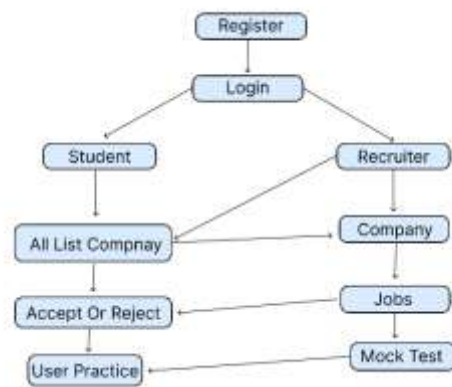 Register
Login
Student
Recruiter
All List Compnay
Company
Accept Or Reject
Jobs
User Practice
Mock Test